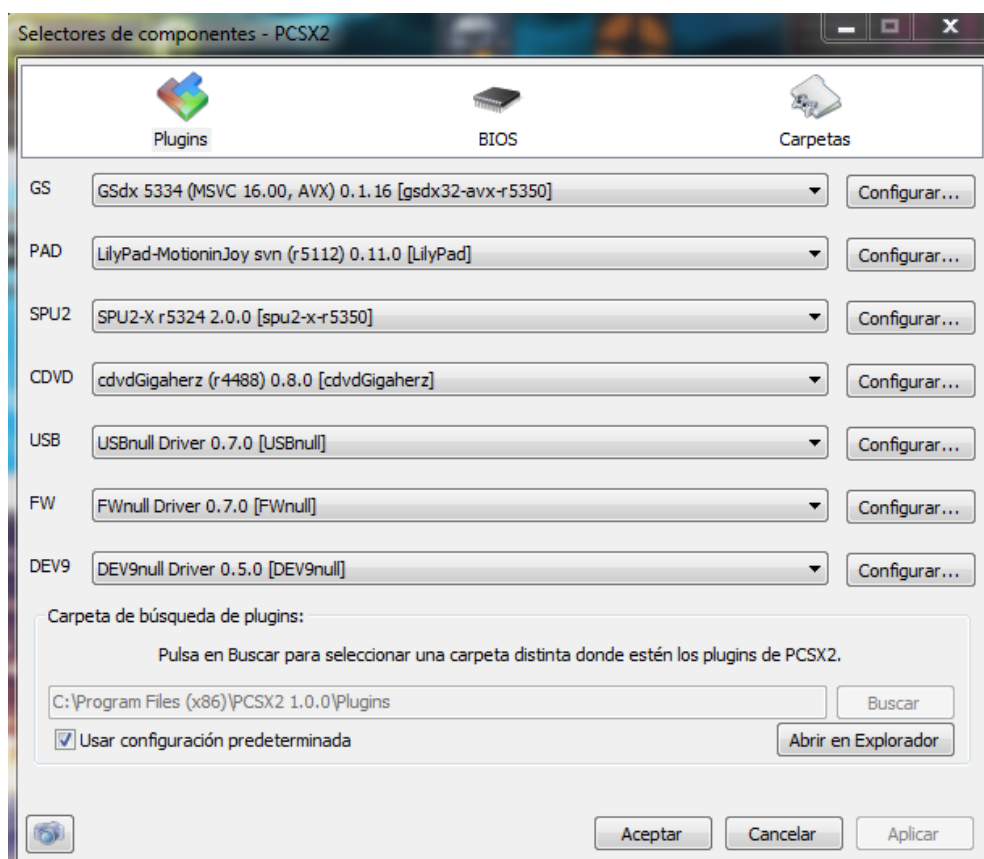 Selectores de componentes - PCSX2
Plugins
BIOS
Carpetas
GS
GSdx 5334 (MSVC 16.00, AVX) 0.1.16 [gsdx32-avx-r5350]
Configurar...
PAD
LilyPad-MotioninJoy svn (r5112) 0.11.0 [LilyPad]
Configurar...
SPU2
SPU2-X r5324 2.0.0 [spu2-x-r5350]
Configurar...
CDVD
cdvdGigaherz (r4488) 0.8.0 [cdvdGigaherz]
Configurar...
USB
USBnull Driver 0.7.0 [USBnull]
Configurar...
FW
FWnull Driver 0.7.0 [FWnull]
Configurar...
DEV9
DEV9null Driver 0.5.0 [DEV9null]
Configurar...
Carpeta de búsqueda de plugins:
Pulsa en Buscar para seleccionar una carpeta distinta donde estén los plugins de PCSX2.
C:\Program Files (x86)\PCSX2 1.0.0\Plugins
Buscar
Usar configuración predeterminada
Abrir en Explorador
Aceptar
Cancelar
Aplicar